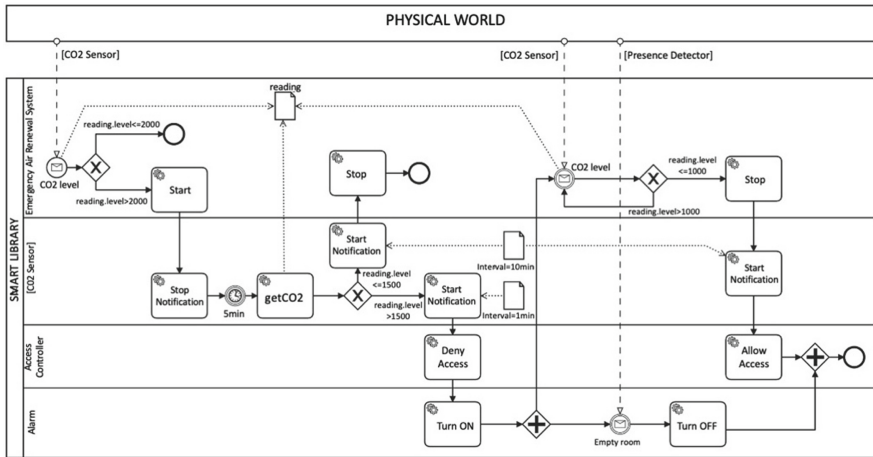 PHYSICAL WORLD
[CO2 Sensor]
[CO2 Sensor]
[Presence Detector]
SMART LIBRARY
Emergency Air Renewal System
reading
reading.level<=2000
CO2 level
reading.level>2000
Start
Stop
CO2 level
reading.level
<=1000
reading.level>1000
Stop
[CO2 Sensor]
Stop
Notification
5min
getCO2
Start
Notification
reading.level
<=1500
reading.level
>1500
Start
Notification
Interval=10min
Interval=1min
Start
Notification
Access
Controller
Deny
Access
Allow
Access
Alarm
Turn ON
Empty room
Turn OFF